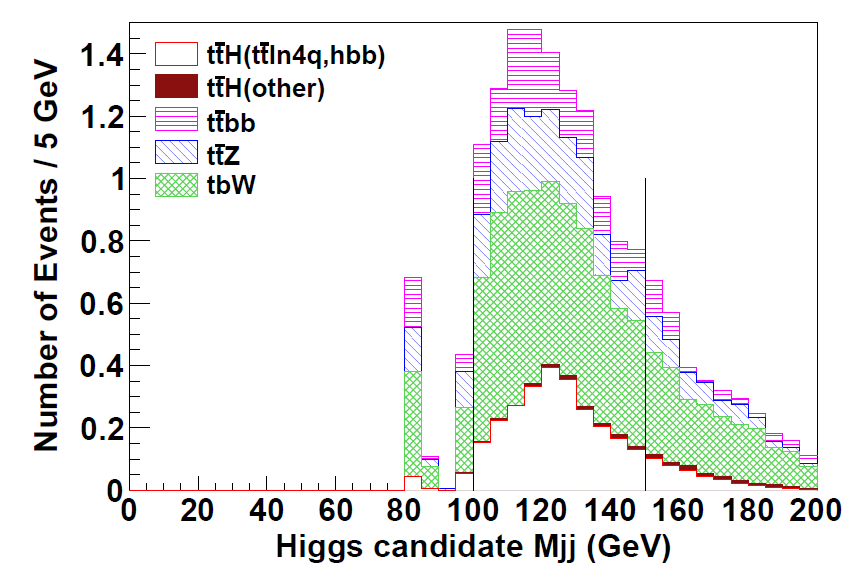 Number of Events / 5 GeV
1.4
1.2
1
0.8
0.6
0.4
0.2
0
tt̄H(tt̄ln4q,hbb)
tt̄H(other)
tt̄bb
tt̄Z
tbW
0 20 40 60 80 100 120 140 160 180 200
Higgs candidate Mjj (GeV)